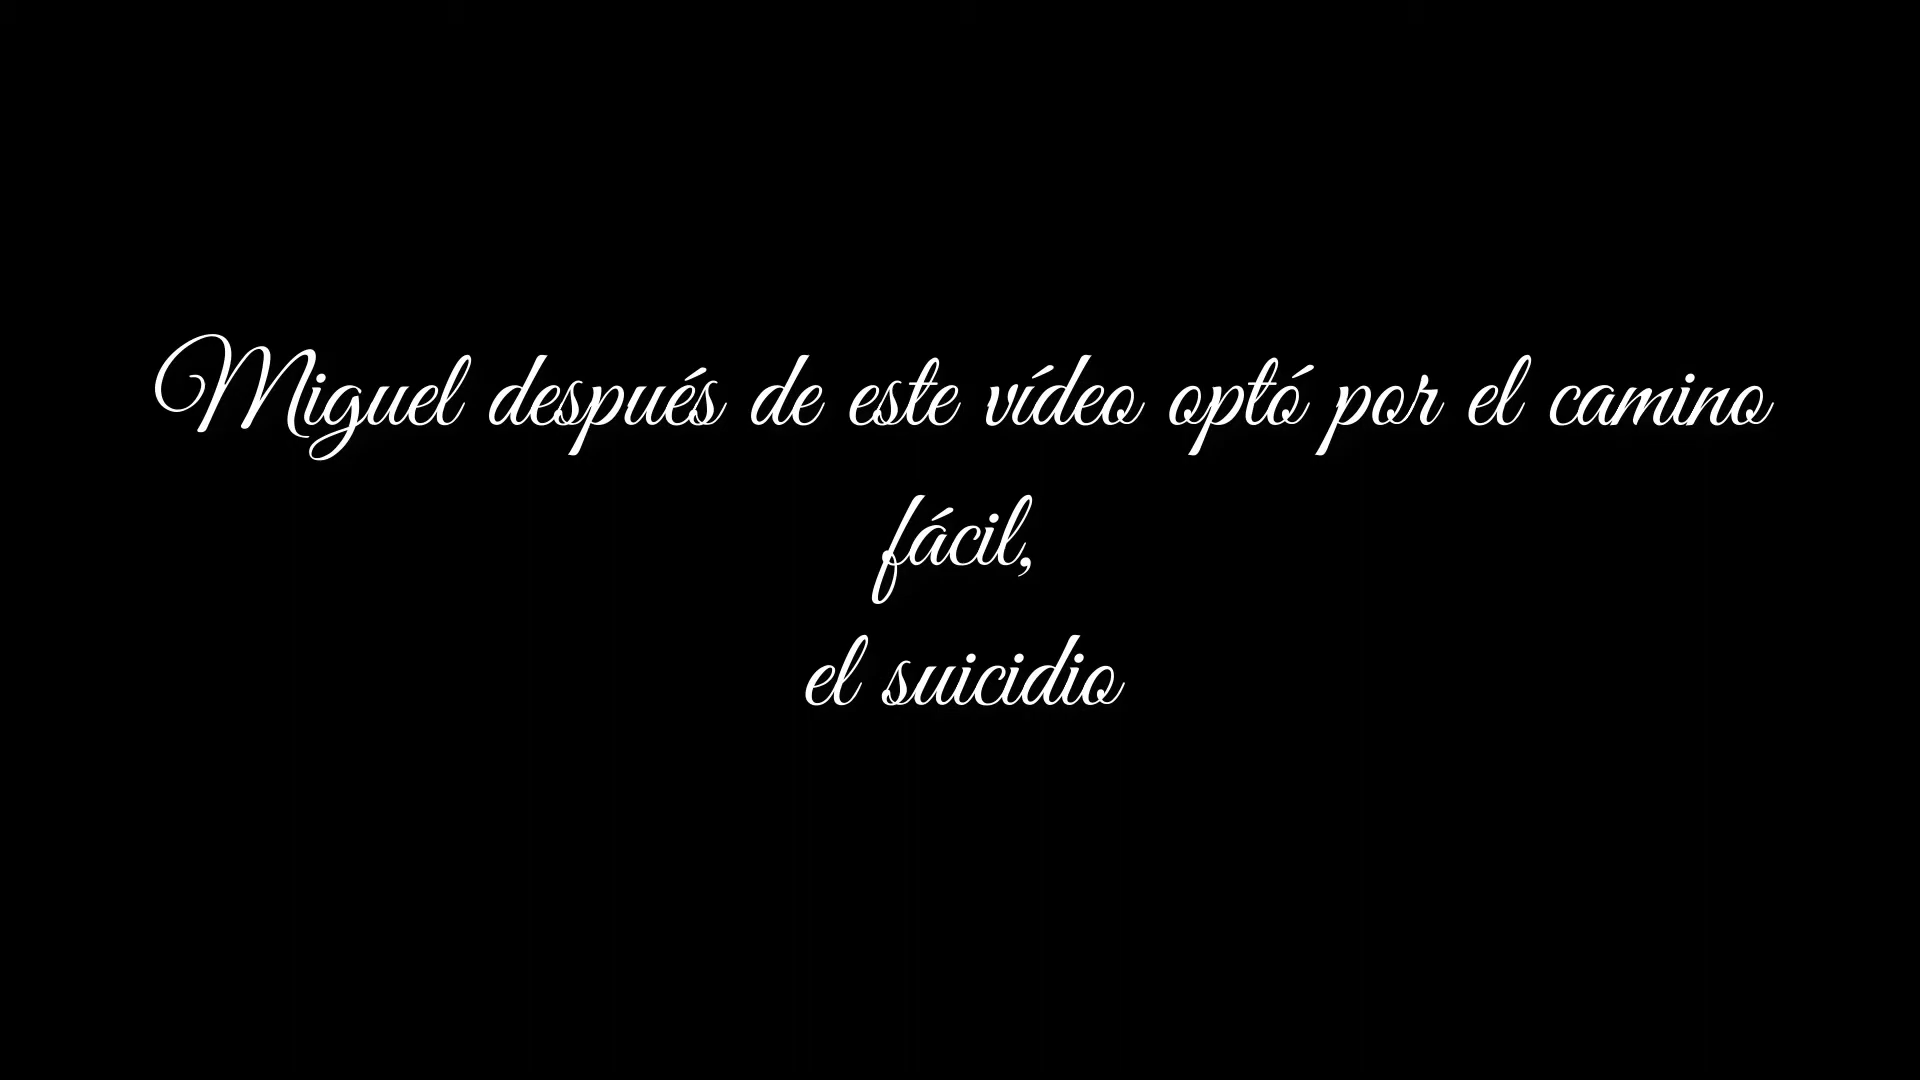 Miguel después de este vídeo optó por el camino
fácil,
el suicidio